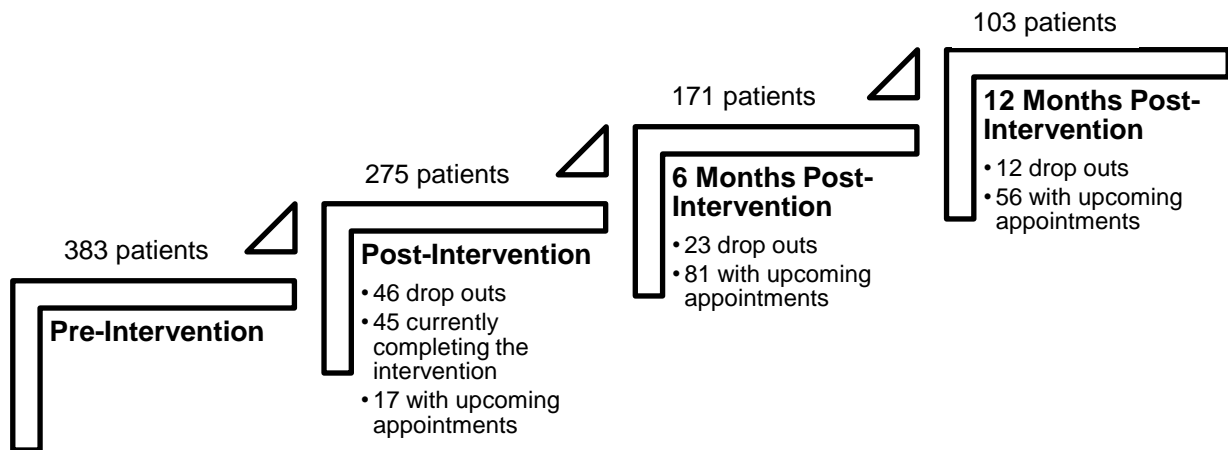 383 patients
Pre-Intervention
275 patients
Post-Intervention
• 46 drop outs
• 45 currently
completing the
intervention
• 17 with upcoming
appointments
171 patients
6 Months Post-
Intervention
• 23 drop outs
• 81 with upcoming
appointments
103 patients
12 Months Post-
Intervention
• 12 drop outs
• 56 with upcoming
appointments